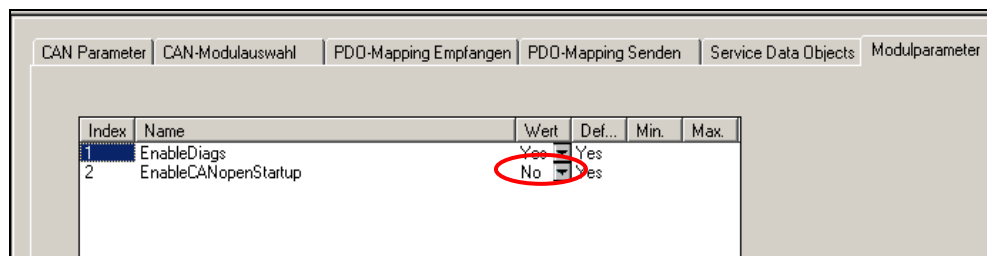 CAN Parameter CAN-Modulauswahl PDO-Mapping Empfangen PDO-Mapping Senden Service Data Objects Modulparameter
Index Name Wert Def... Min. Max.
1 EnableDiags Yes Yes
2 EnableCANopenStartup No Yes